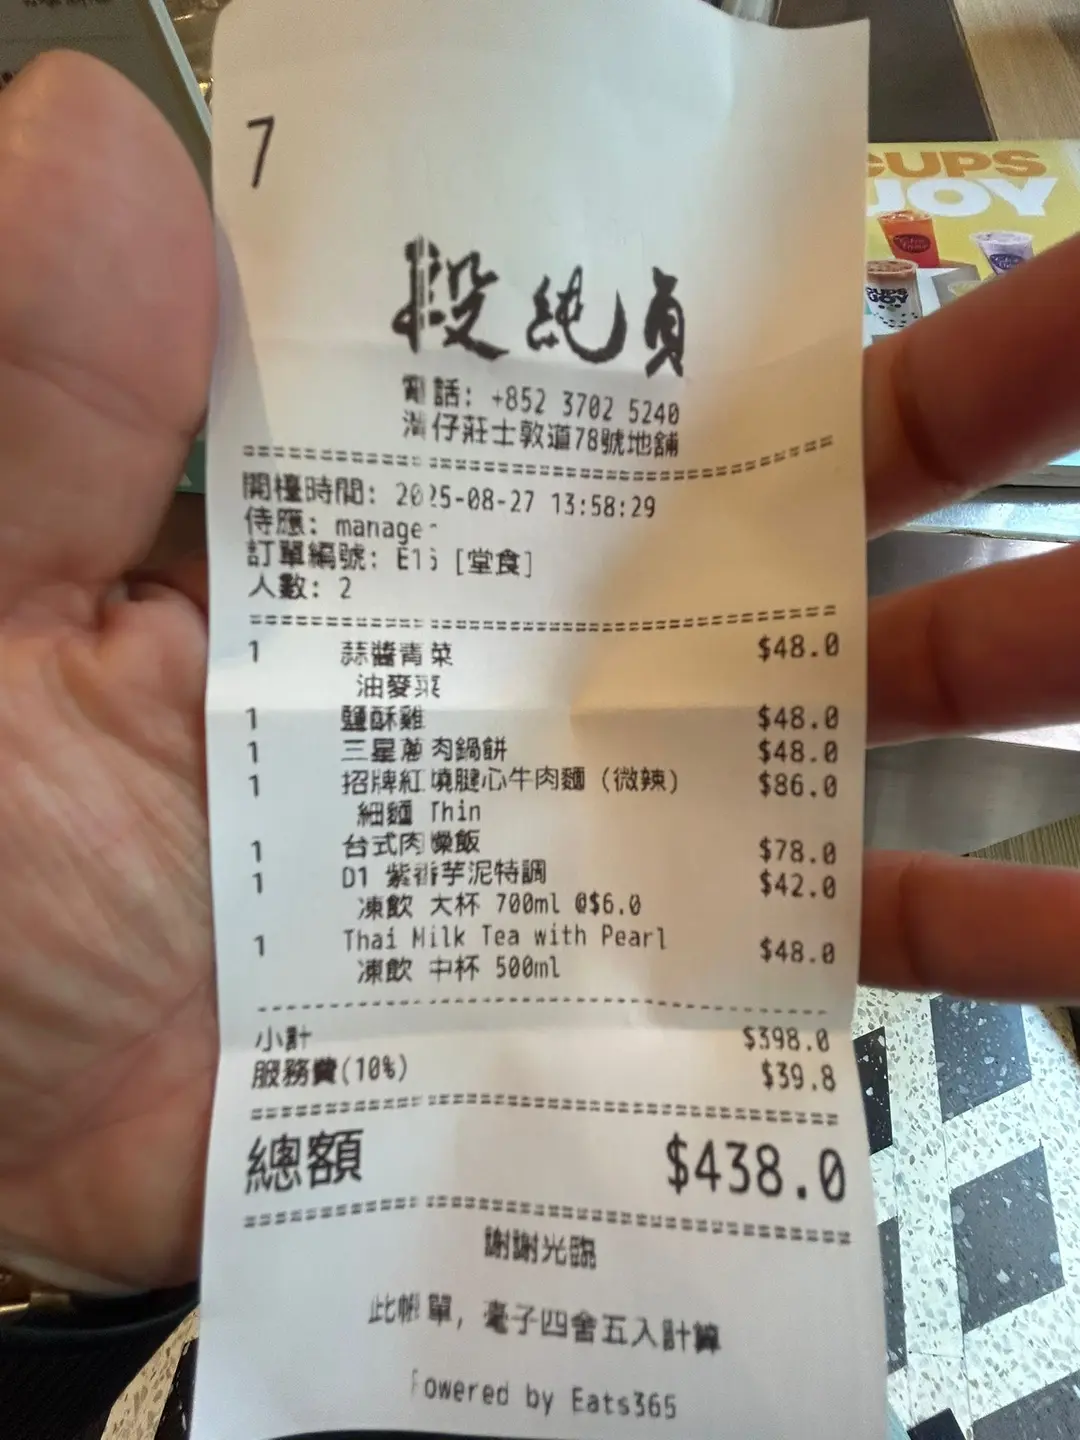 7
段純貞
電話: +852 3702 5240
灣仔莊士敦道78號地舖
開檯時間: 2025-08-27 13:58:29
侍應: manager
訂單編號: E15 [堂食]
人數: 2
1 蒜醬青菜 $48.0
油麥菜
1 鹽酥雞 $48.0
1 三星蔥肉鍋餅 $48.0
1 招牌紅燒腱心牛肉麵 (微辣) $86.0
細麵 Thin
1 台式肉燥飯 $78.0
1 D1 紫香芋泥特調 $42.0
凍飲 大杯 700ml @$6.0
1 Thai Milk Tea with Pearl $48.0
凍飲 中杯 500ml
小計 $398.0
服務費(10%) $39.8
總額 $438.0
謝謝光臨
此帳單, 毫子四舍五入計算
Powered by Eats365
CUPS
JOY